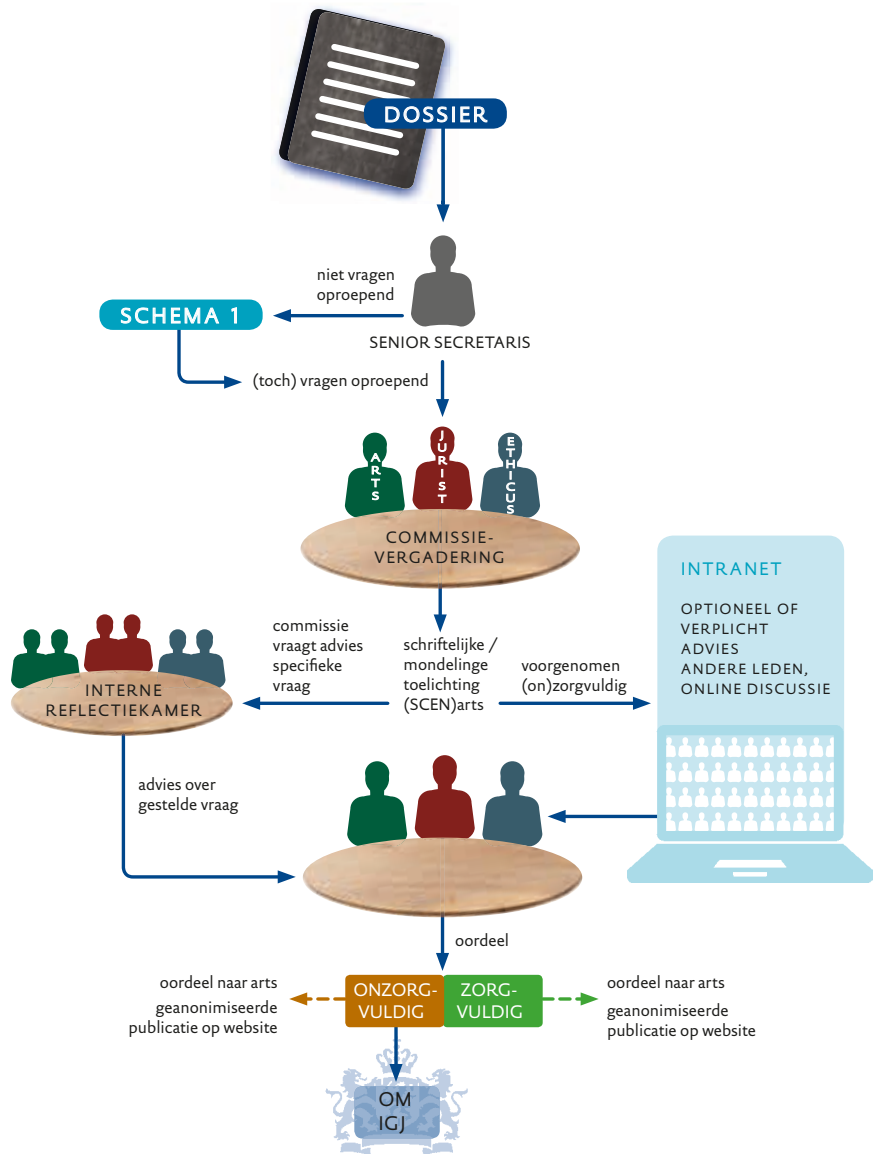 DOSSIER
niet vragen
oproepend
SCHEMA 1
SENIOR SECRETARIS
(toch) vragen oproepend
ARTS
JURIST
ETHICUS
COMMISSIE-
VERGADERING
INTRANET
OPTIONEEL OF
VERPLICHT
ADVIES
ANDERE LEDEN,
ONLINE DISCUSSIE
commissie
vraagt advies
specifieke
vraag
schriftelijke /
mondelinge
toelichting
(SCEN)arts
voorgenomen
(on)zorgvuldig
INTERNE
REFLECTIEKAMER
advies over
gestelde vraag
oordeel
oordeel naar arts
geanonimiseerde
publicatie op website
ONZORG-
VULDIG
ZORG-
VULDIG
oordeel naar arts
geanonimiseerde
publicatie op website
OM
IGJ